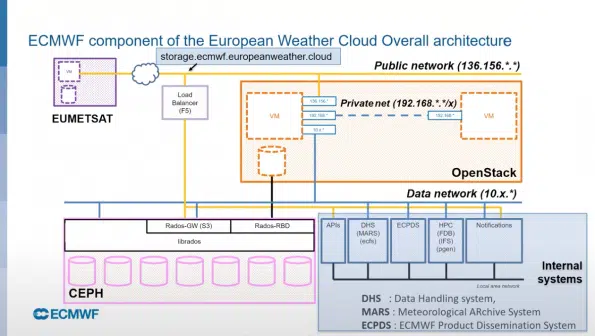 ECMWF component of the European Weather Cloud Overall architecture
storage.ecmwf.europeanweather.cloud
Public network (136.156.*.*)
VM
EUMETSAT
Load
Balancer
(F5)
VM
136.156.*
Private net (192.168.*.*/x)
192.168.*
192.168.*
10.x.*
VM
OpenStack
Data network (10.x.*)
Rados-GW (S3)
Rados-RBD
librados
CEPH
APIs
DHS
(MARS)
(ecfs)
ECPDS
HPC
(FDB)
(IFS)
(pgen)
Notifications
Local area network
Internal
systems
DHS : Data Handling system,
MARS : Meteorological ARchive System
ECPDS : ECMWF Product Dissemination System
ECMWF